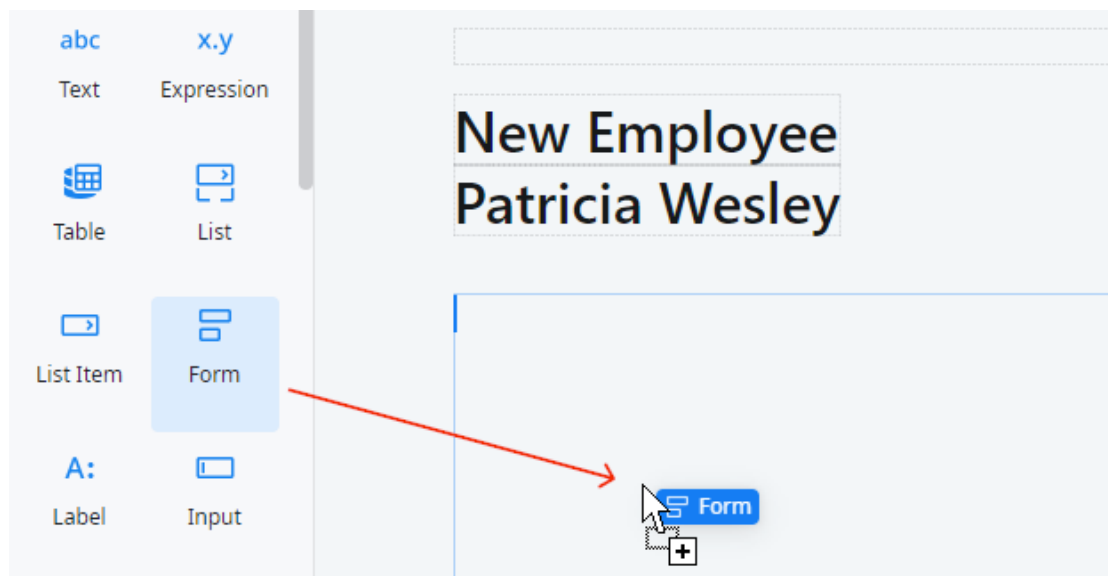 abc x.y
Text Expression
New Employee
Patricia Wesley
Table List
List Item Form
A:
Form
Label Input